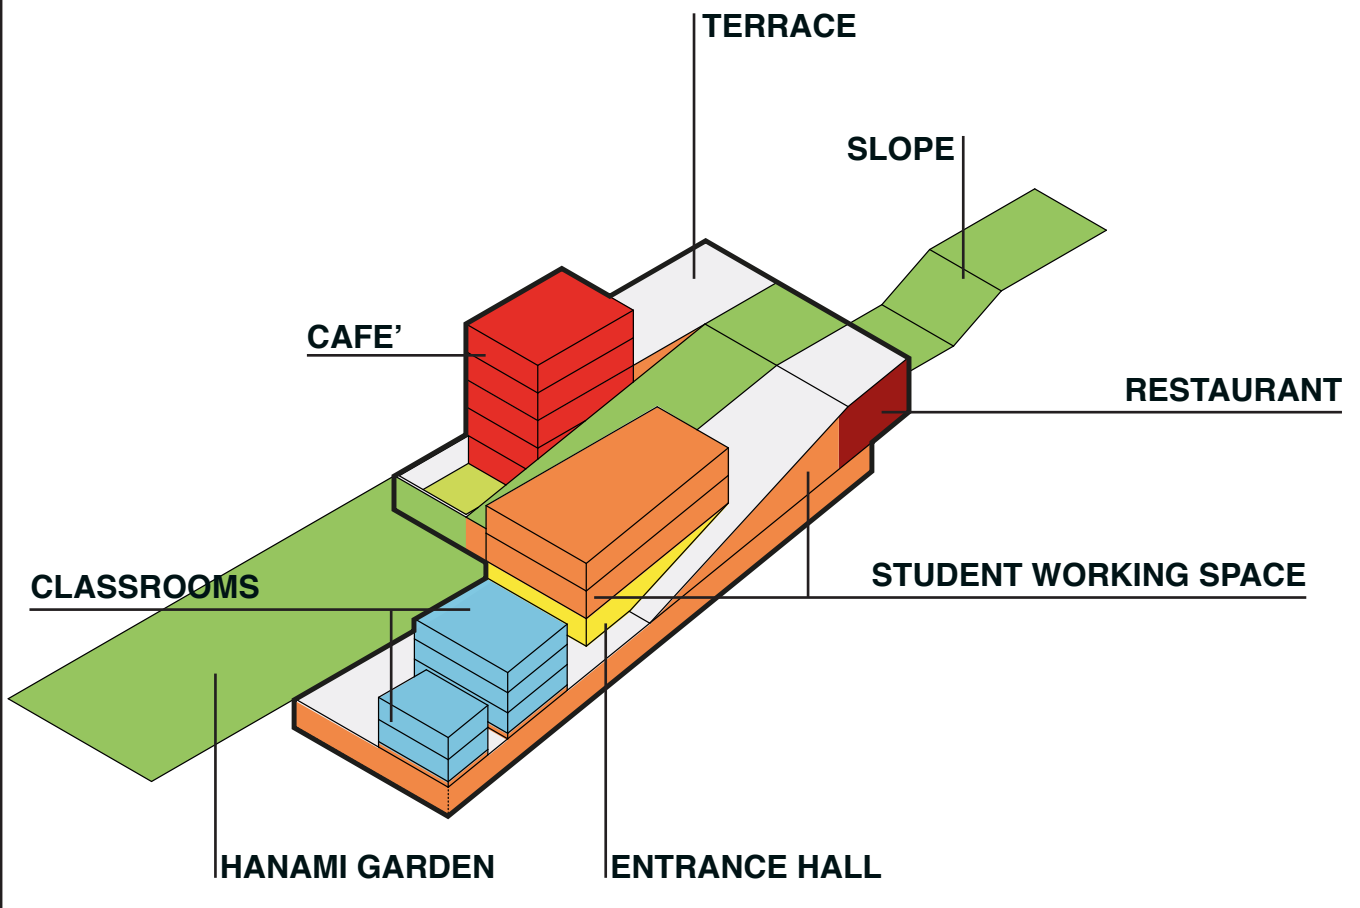 TERRACE
SLOPE
CAFE’
RESTAURANT
STUDENT WORKING SPACE
CLASSROOMS
HANAMI GARDEN
ENTRANCE HALL